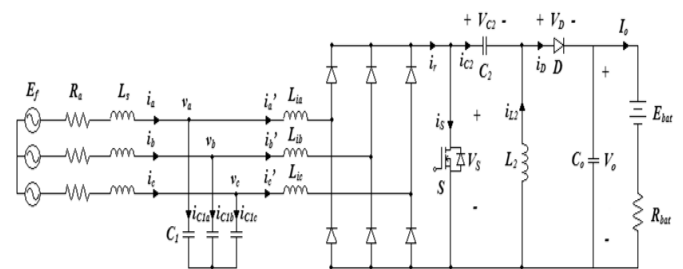 + V_C2 -
+ V_D -
I_o
E_f
R_a
L_s
i_a
v_a
i_a'
L_ia
i_r
i_C2
C_2
i_D
D
+
i_b
v_b
i_b'
L_ib
i_S
+
i_L2
E_bat
i_c
v_c
i_c'
L_ic
S
V_S
L_2
C_o
V_o
C_1
i_C1a
i_C1b
i_C1c
-
-
R_bat